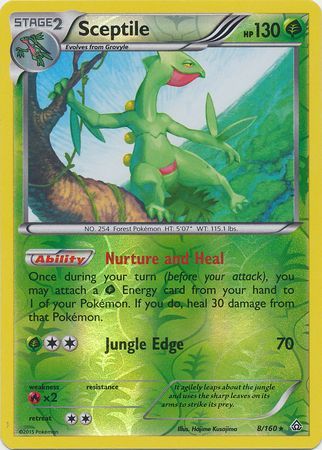 STAGE2
Sceptile
HP130
Evolves from Grovyle
NO. 254 Forest Pokémon HT: 5'07" WT: 115.1 lbs.
Ability Nurture and Heal
Once during your turn (before your attack), you
may attach a Energy card from your hand to
1 of your Pokémon. If you do, heal 30 damage from
that Pokémon.
Jungle Edge 70
weakness resistance
×2
retreat
It agilely leaps about the jungle
and uses the sharp leaves on its
arms to strike its prey.
©2015 Pokémon
Illus. Hajime Kusajima
8/160 ★